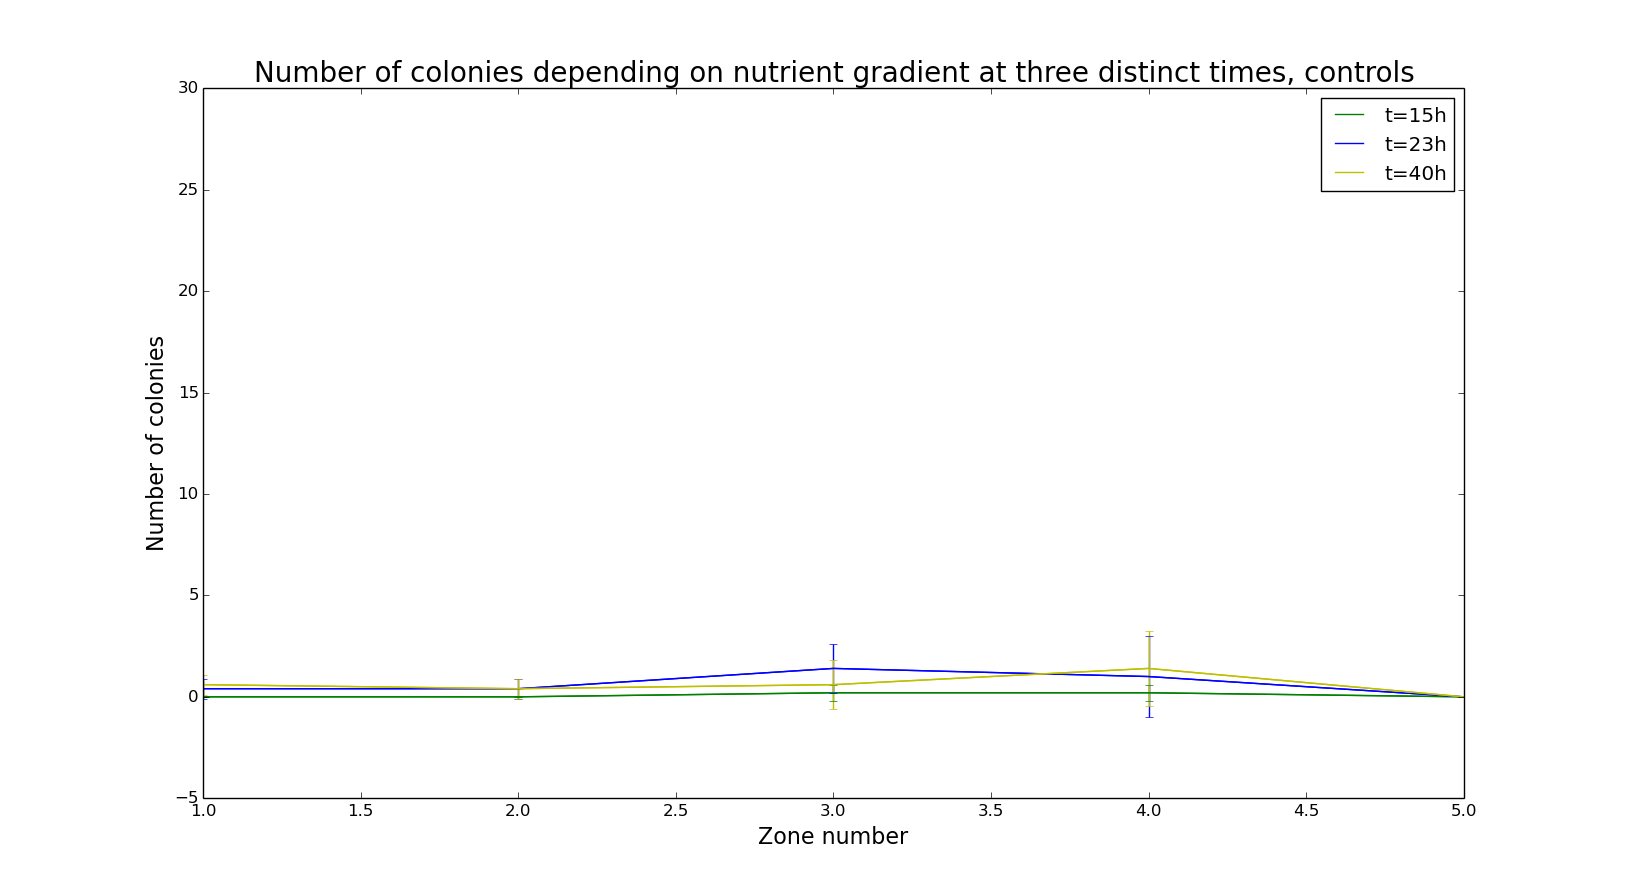 Number of colonies depending on nutrient gradient at three distinct times, controls
30
25
20
15
10
5
0
−5
Number of colonies
t=15h
t=23h
t=40h
1.0 1.5 2.0 2.5 3.0 3.5 4.0 4.5 5.0
Zone number